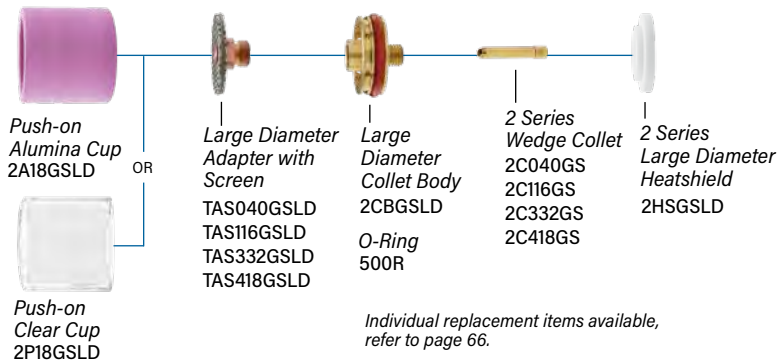 Push-on
Alumina Cup
2A18GSLD
OR
Push-on
Clear Cup
2P18GSLD
Large Diameter
Adapter with
Screen
TAS040GSLD
TAS116GSLD
TAS332GSLD
TAS418GSLD
Large
Diameter
Collet Body
2CBGSLD
O-Ring
500R
2 Series
Wedge Collet
2C040GS
2C116GS
2C332GS
2C418GS
2 Series
Large Diameter
Heatshield
2HSGSLD
Individual replacement items available,
refer to page 66.